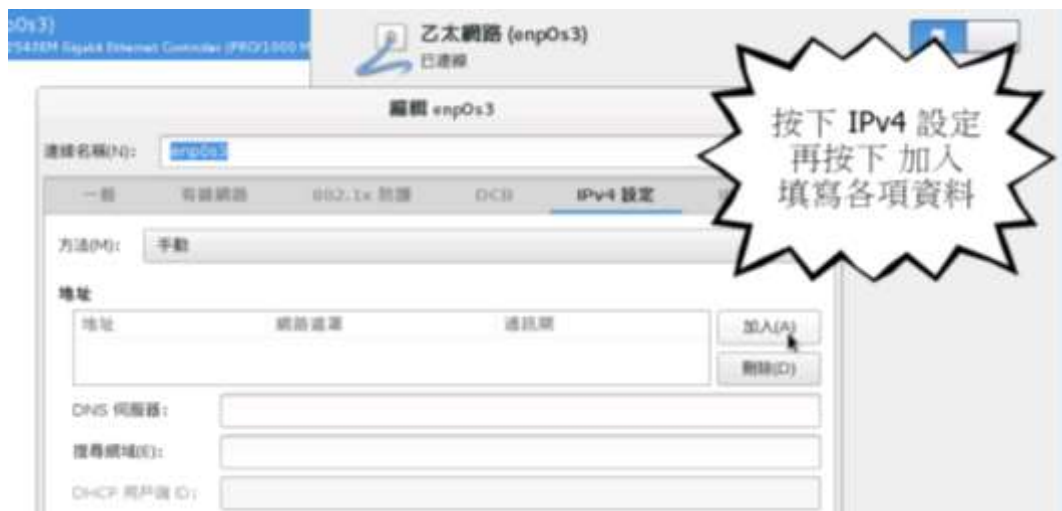 p0s3)
乙太網路 (enp0s3)
已連線
編輯 enp0s3
連線名稱(N): enp0s3
一般 有線網路 802.1x 防護 DCB IPv4 設定
方法(M): 手動
地址
地址 網路遮罩 通訊閘
加入(A)
刪除(D)
DNS 伺服器:
搜尋網域(E):
DHCP 用戶端 ID:
按下 IPv4 設定
再按下 加入
填寫各項資料